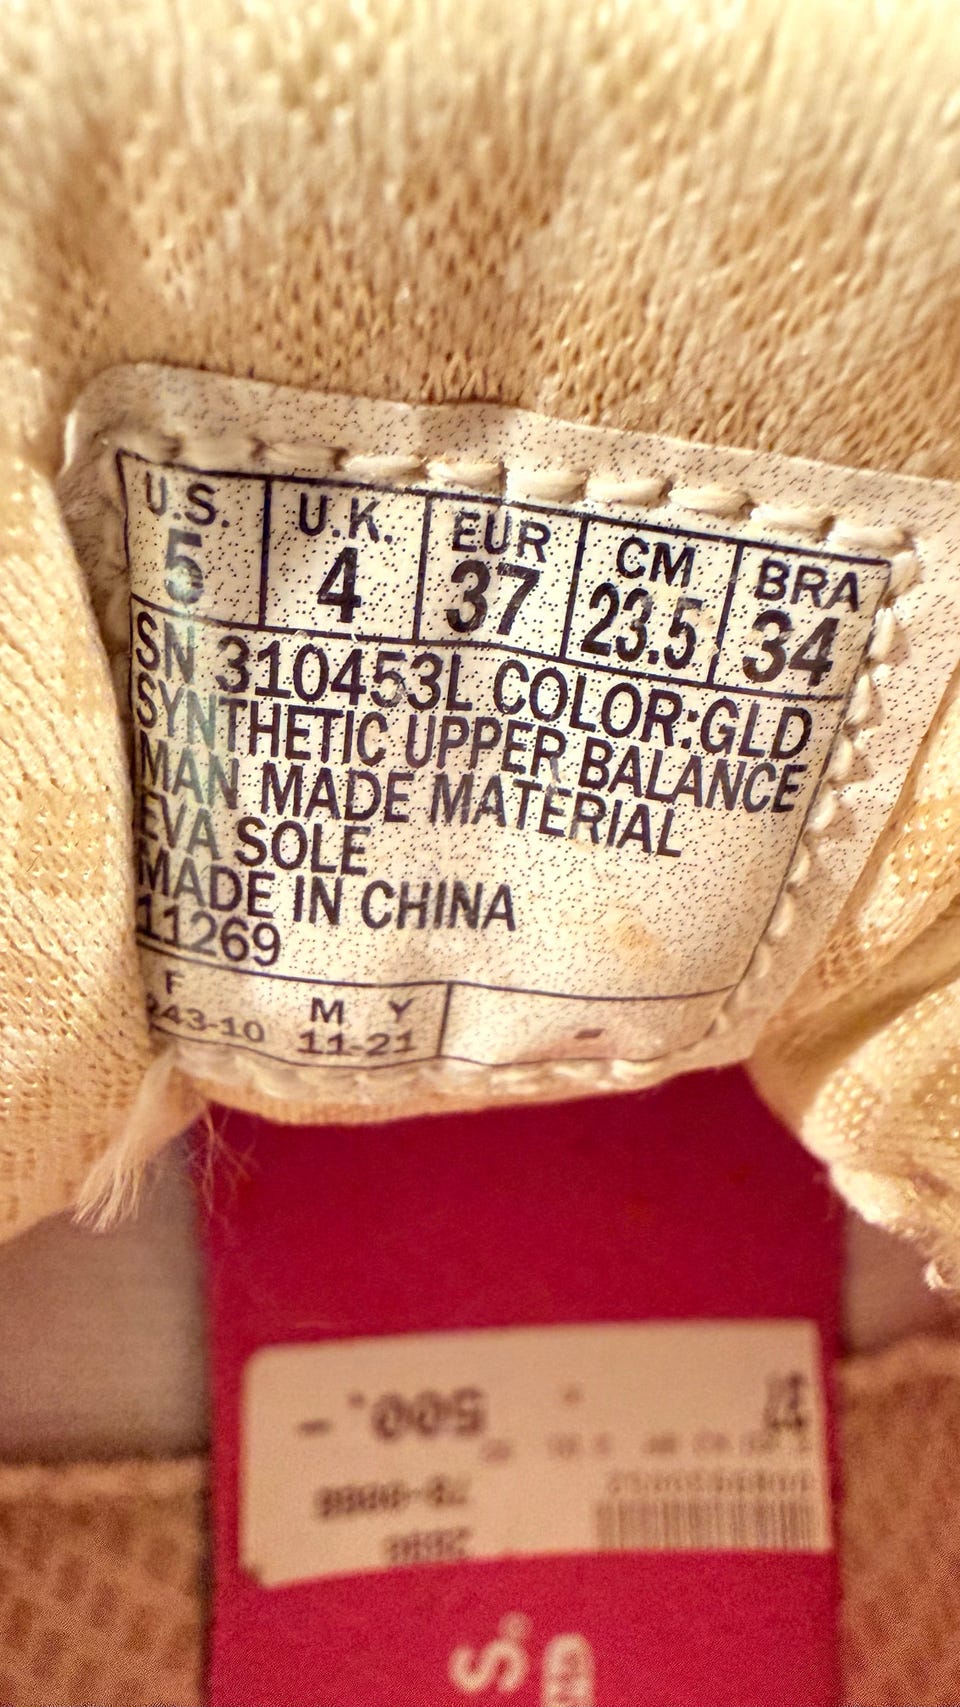 U.S. U.K. EUR CM BRA
5 4 37 23.5 34
SN 310453L COLOR:GLD
SYNTHETIC UPPER BALANCE
MAN MADE MATERIAL
EVA SOLE
MADE IN CHINA
11269
F M Y
243-10 11-21 -
500.-
37
S